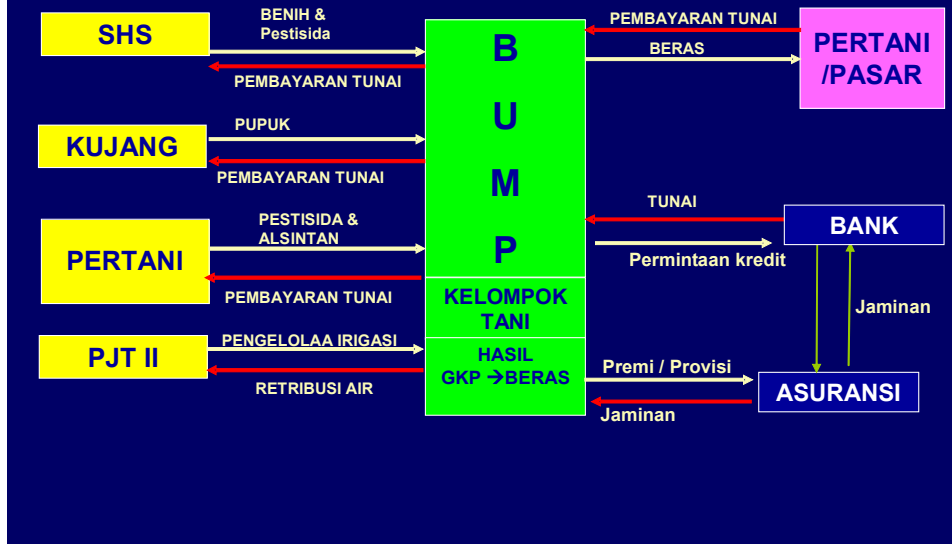 SHS
BENIH &
Pestisida
PEMBAYARAN TUNAI
KUJANG
PUPUK
PEMBAYARAN TUNAI
PERTANI
PESTISIDA &
ALSINTAN
PEMBAYARAN TUNAI
PJT II
PENGELOLAA IRIGASI
RETRIBUSI AIR
B
U
M
P
KELOMPOK
TANI
HASIL
GKP →BERAS
PEMBAYARAN TUNAI
BERAS
PERTANI
/PASAR
TUNAI
Permintaan kredit
BANK
Jaminan
Premi / Provisi
Jaminan
ASURANSI